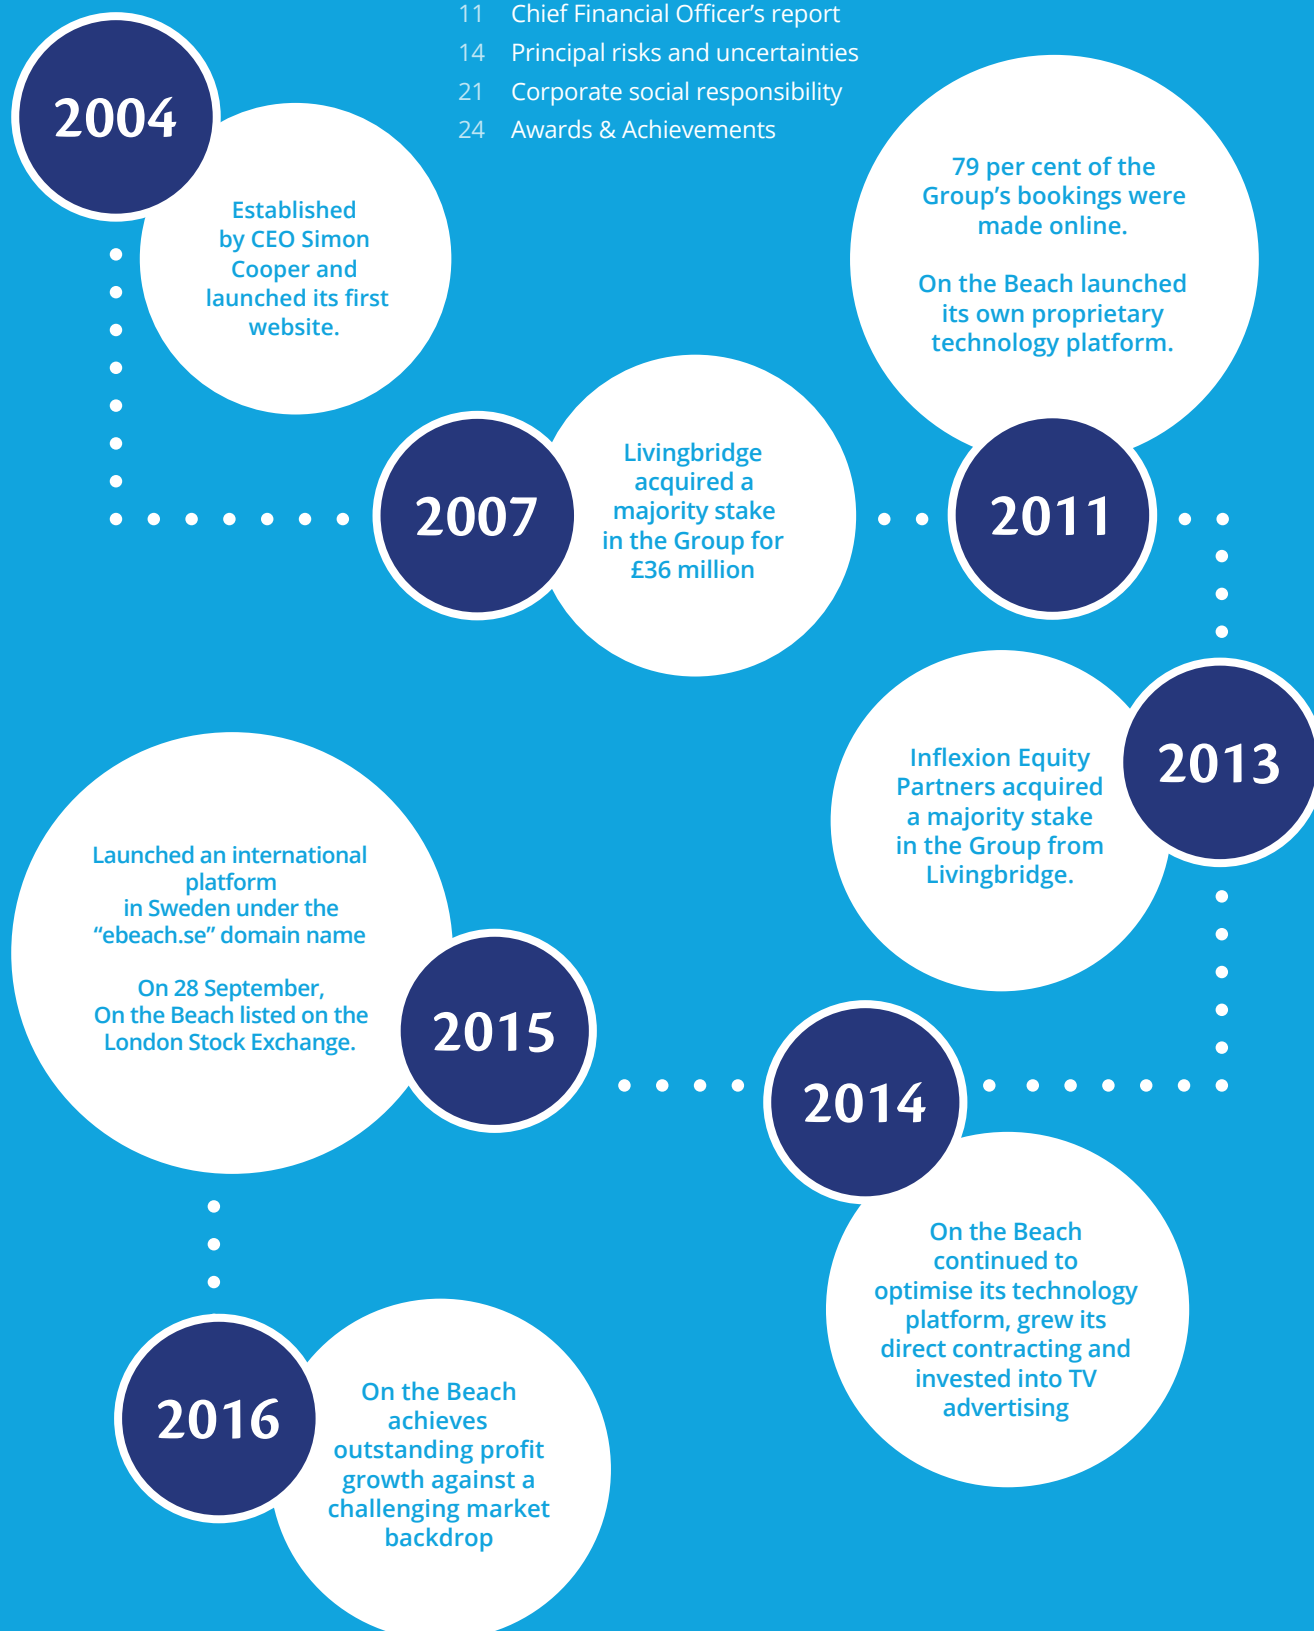 11 Chief Financial Officer’s report
14 Principal risks and uncertainties
21 Corporate social responsibility
24 Awards & Achievements
2004
Established
by CEO Simon
Cooper and
launched its first
website.
2007
Livingbridge
acquired a
majority stake
in the Group for
£36 million
79 per cent of the
Group’s bookings were
made online.
On the Beach launched
its own proprietary
technology platform.
2011
Inflexion Equity
Partners acquired
a majority stake
in the Group from
Livingbridge.
2013
2014
On the Beach
continued to
optimise its technology
platform, grew its
direct contracting and
invested into TV
advertising
Launched an international
platform
in Sweden under the
“ebeach.se” domain name
On 28 September,
On the Beach listed on the
London Stock Exchange.
2015
2016
On the Beach
achieves
outstanding profit
growth against a
challenging market
backdrop